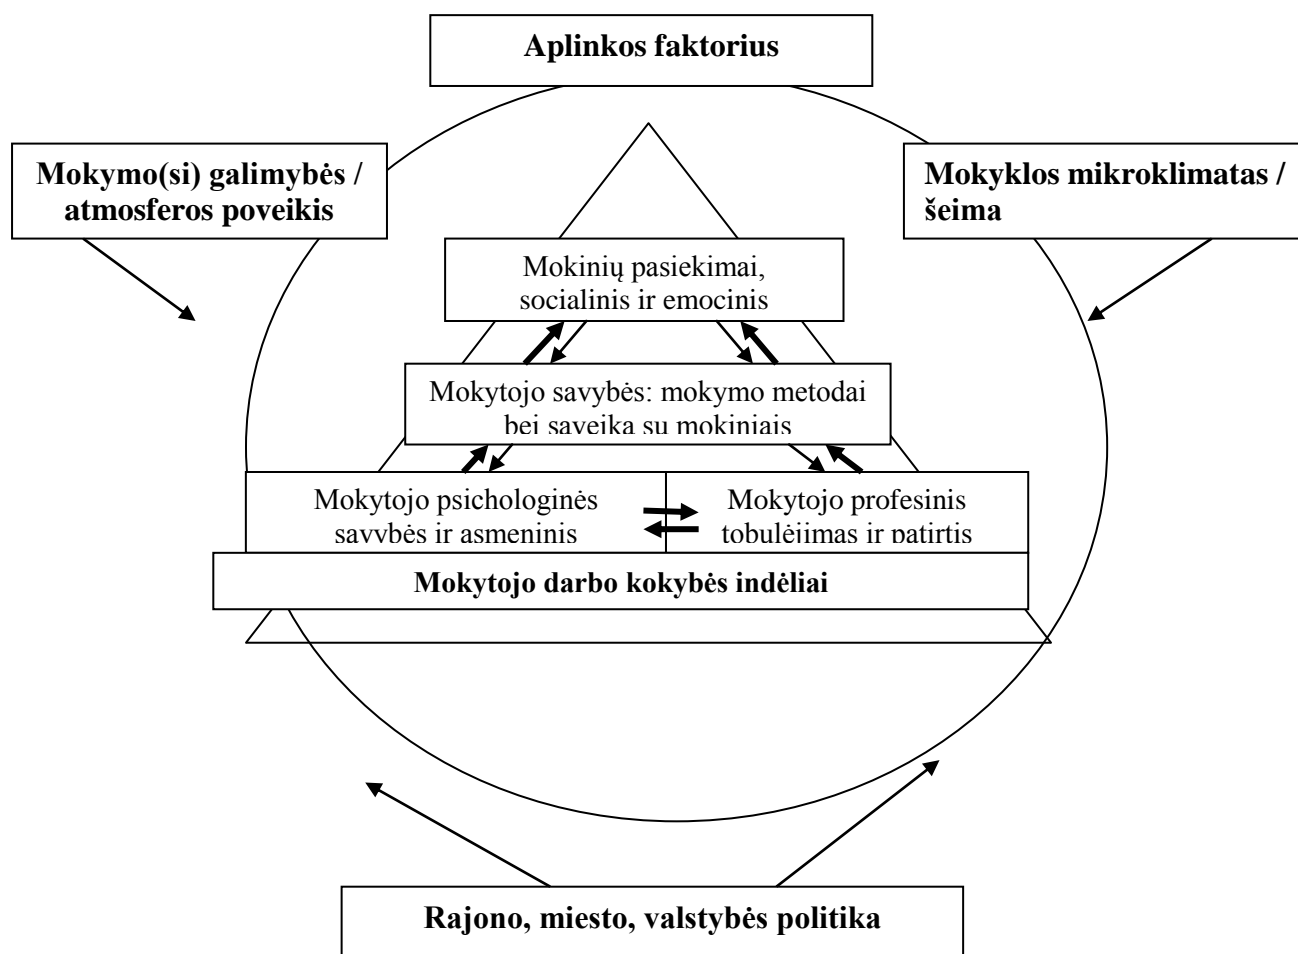 Aplinkos faktorius
Mokymo(si) galimybės /
atmosferos poveikis
Mokyklos mikroklimatas /
šeima
Mokinių pasiekimai,
socialinis ir emocinis
Mokytojo savybės: mokymo metodai
bei sąveika su mokiniais
Mokytojo psichologinės
savybės ir asmeninis
Mokytojo profesinis
tobulėjimas ir patirtis
Mokytojo darbo kokybės indėliai
Rajono, miesto, valstybės politika